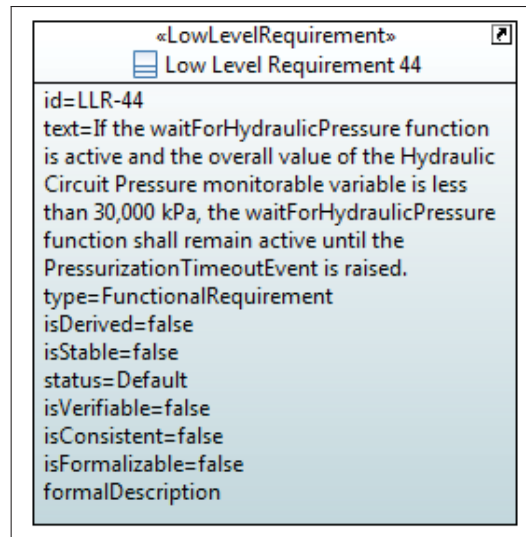 «LowLevelRequirement»
Low Level Requirement 44
id=LLR-44
text=If the waitForHydraulicPressure function
is active and the overall value of the Hydraulic
Circuit Pressure monitorable variable is less
than 30,000 kPa, the waitForHydraulicPressure
function shall remain active until the
PressurizationTimeoutEvent is raised.
type=FunctionalRequirement
isDerived=false
isStable=false
status=Default
isVerifiable=false
isConsistent=false
isFormalizable=false
formalDescription